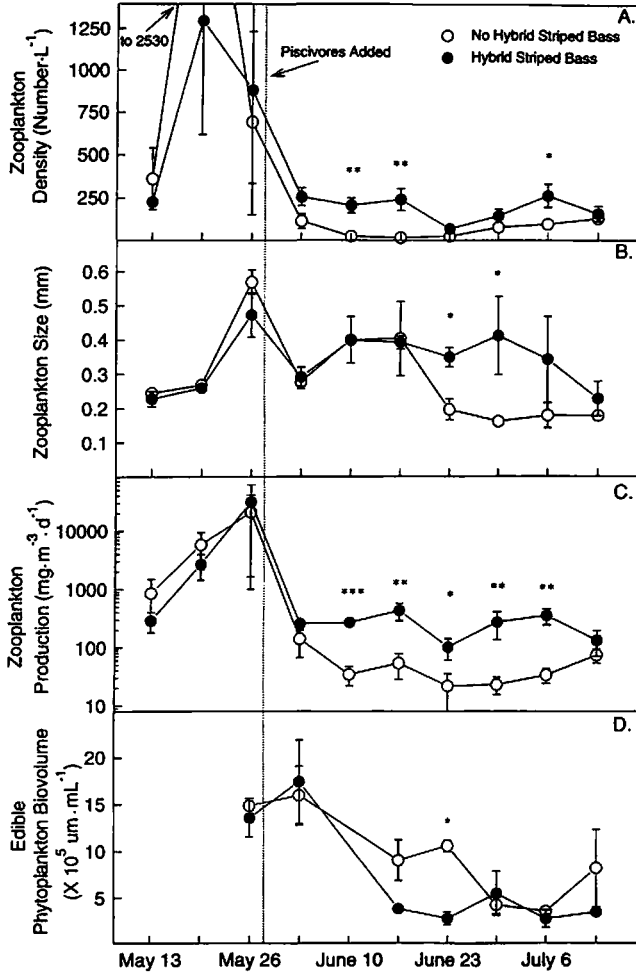 A.
to 2530
Piscivores Added
No Hybrid Striped Bass
Hybrid Striped Bass
Zooplankton
Density (Number·L⁻¹)
1250
1000
750
500
250
** ** *
B.
Zooplankton Size (mm)
0.6
0.5
0.4
0.3
0.2
0.1
* *
C.
Zooplankton
Production (mg·m⁻³·d⁻¹)
10000
1000
100
10
*** ** * ** **
D.
Edible
Phytoplankton Biovolume
(X 10⁵ um·mL⁻¹)
20
15
10
5
*
May 13 May 26 June 10 June 23 July 6